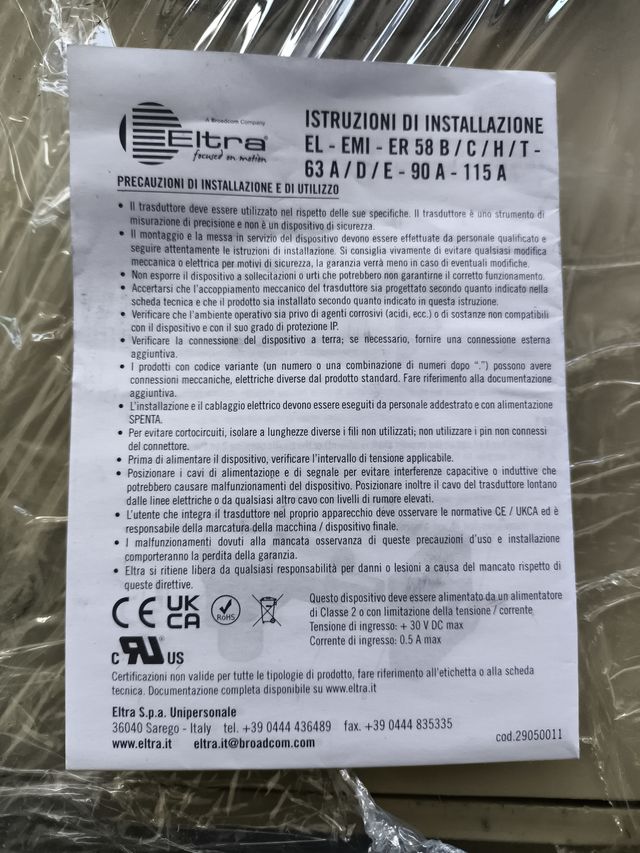 A Broadcom Company
Eltra®
focused on motion
ISTRUZIONI DI INSTALLAZIONE
EL - EMI - ER 58 B / C / H / T -
63 A / D / E - 90 A - 115 A
PRECAUZIONI DI INSTALLAZIONE E DI UTILIZZO
• Il trasduttore deve essere utilizzato nel rispetto delle sue specifiche. Il trasduttore è uno strumento di
misurazione di precisione e non è un dispositivo di sicurezza.
• Il montaggio e la messa in servizio del dispositivo devono essere effettuate da personale qualificato e
seguire attentamente le istruzioni di installazione. Si consiglia vivamente di evitare qualsiasi modifica
meccanica o elettrica per motivi di sicurezza, la garanzia verrà meno in caso di eventuali modifiche.
• Non esporre il dispositivo a sollecitazioni o urti che potrebbero non garantirne il corretto funzionamento.
• Accertarsi che l'accoppiamento meccanico del trasduttore sia progettato secondo quanto indicato nella
scheda tecnica e che il prodotto sia installato secondo quanto indicato in questa istruzione.
• Verificare che l'ambiente operativo sia privo di agenti corrosivi (acidi, ecc.) o di sostanze non compatibili
con il dispositivo e con il suo grado di protezione IP.
• Verificare la connessione del dispositivo a terra; se necessario, fornire una connessione esterna
aggiuntiva.
• I prodotti con codice variante (un numero o una combinazione di numeri dopo ".") possono avere
connessioni meccaniche, elettriche diverse dal prodotto standard. Fare riferimento alla documentazione
aggiuntiva.
• L'installazione e il cablaggio elettrico devono essere eseguiti da personale addestrato e con alimentazione
SPENTA.
• Per evitare cortocircuiti, isolare a lunghezze diverse i fili non utilizzati; non utilizzare i pin non connessi
del connettore.
• Prima di alimentare il dispositivo, verificare l'intervallo di tensione applicabile.
• Posizionare i cavi di alimentazione e di segnale per evitare interferenze capacitive o induttive che
potrebbero causare malfunzionamenti del dispositivo. Posizionare inoltre il cavo del trasduttore lontano
dalle linee elettriche o da qualsiasi altro cavo con livelli di rumore elevati.
• L'utente che integra il trasduttore nel proprio apparecchio deve osservare le normative CE / UKCA ed è
responsabile della marcatura della macchina / dispositivo finale.
• I malfunzionamenti dovuti alla mancata osservanza di queste precauzioni d'uso e installazione
comporteranno la perdita della garanzia.
• Eltra si ritiene libera da qualsiasi responsabilità per danni o lesioni a causa del mancato rispetto di
queste direttive.
CE UK CA RoHS
Questo dispositivo deve essere alimentato da un alimentatore
di Classe 2 o con limitazione della tensione / corrente
Tensione di ingresso: + 30 V DC max
Corrente di ingresso: 0.5 A max
C RU US
Certificazioni non valide per tutte le tipologie di prodotto, fare riferimento all'etichetta o alla scheda
tecnica. Documentazione completa disponibile su www.eltra.it
Eltra S.p.a. Unipersonale
36040 Sarego - Italy tel. +39 0444 436489 fax. +39 0444 835335
www.eltra.it eltra.it@broadcom.com
cod.29050011